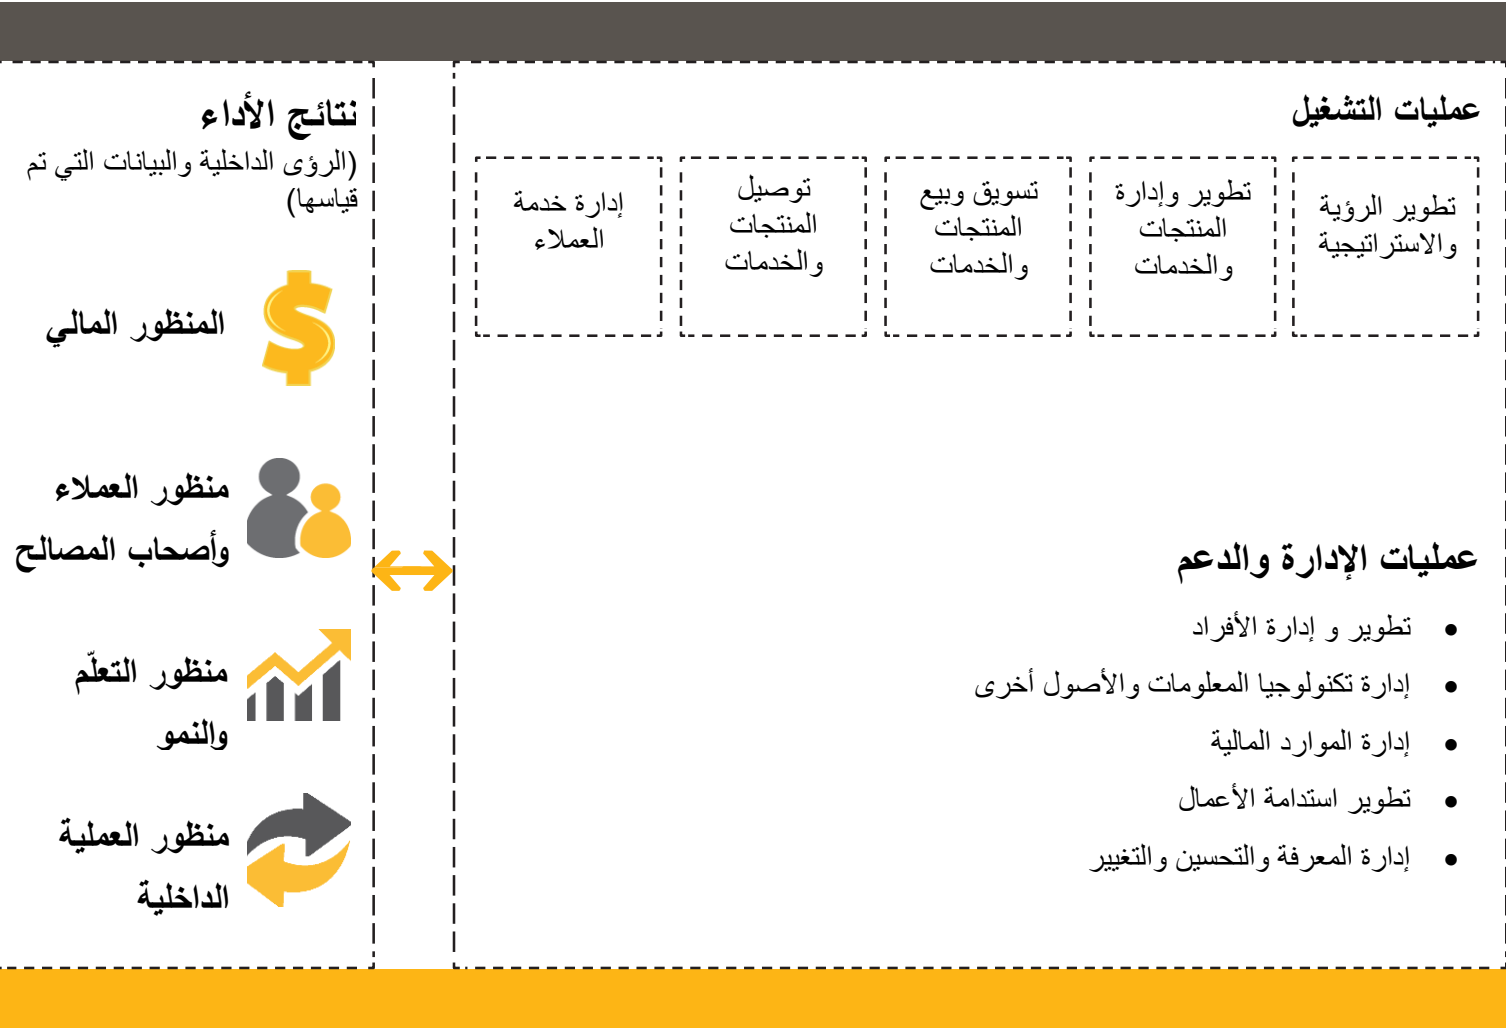 عمليات التشغيل
تطوير الرؤية
والاستراتيجية
تطوير وإدارة
المنتجات
والخدمات
تسويق وبيع
المنتجات
والخدمات
توصيل
المنتجات
والخدمات
إدارة خدمة
العملاء
عمليات الإدارة والدعم
• تطوير و إدارة الأفراد
• إدارة تكنولوجيا المعلومات والأصول أخرى
• إدارة الموارد المالية
• تطوير استدامة الأعمال
• إدارة المعرفة والتحسين والتغيير
نتائج الأداء
(الرؤى الداخلية والبيانات التي تم
قياسها)
المنظور المالي
منظور العملاء
وأصحاب المصالح
منظور التعلّم
والنمو
منظور العملية
الداخلية